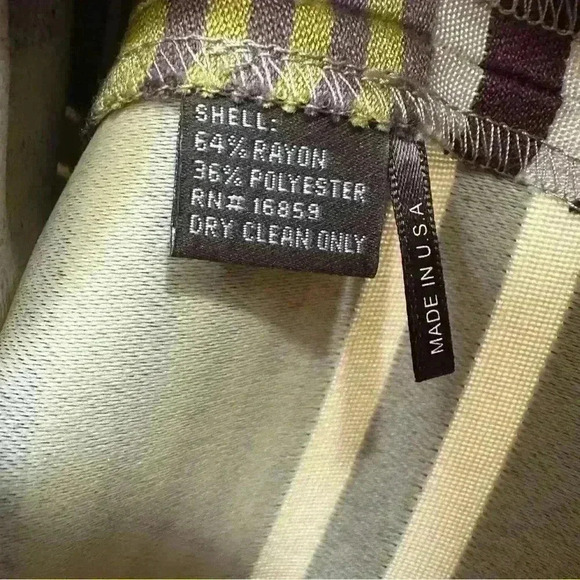 SHELL:
64% RAYON
36% POLYESTER
RN# 16859
DRY CLEAN ONLY
MADE IN U.S.A.